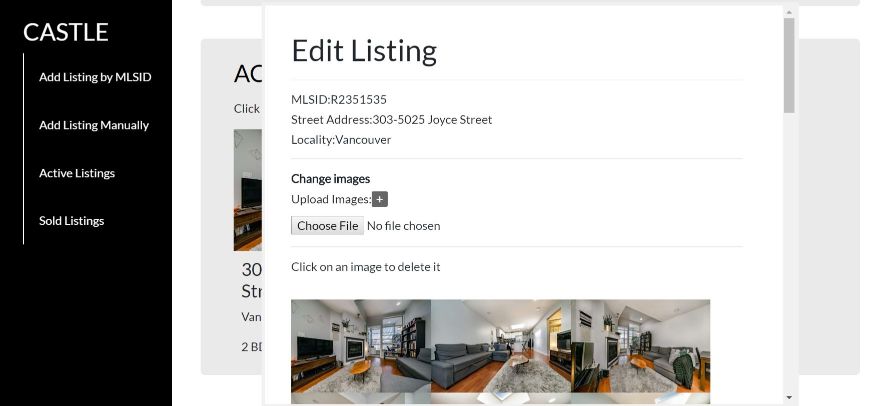 CASTLE
Add Listing by MLSID
Add Listing Manually
Active Listings
Sold Listings
AC
Click
30
Str
Van
2 BD
Edit Listing
MLSID:R2351535
Street Address:303-5025 Joyce Street
Locality:Vancouver
Change images
Upload Images:+
Choose File No file chosen
Click on an image to delete it